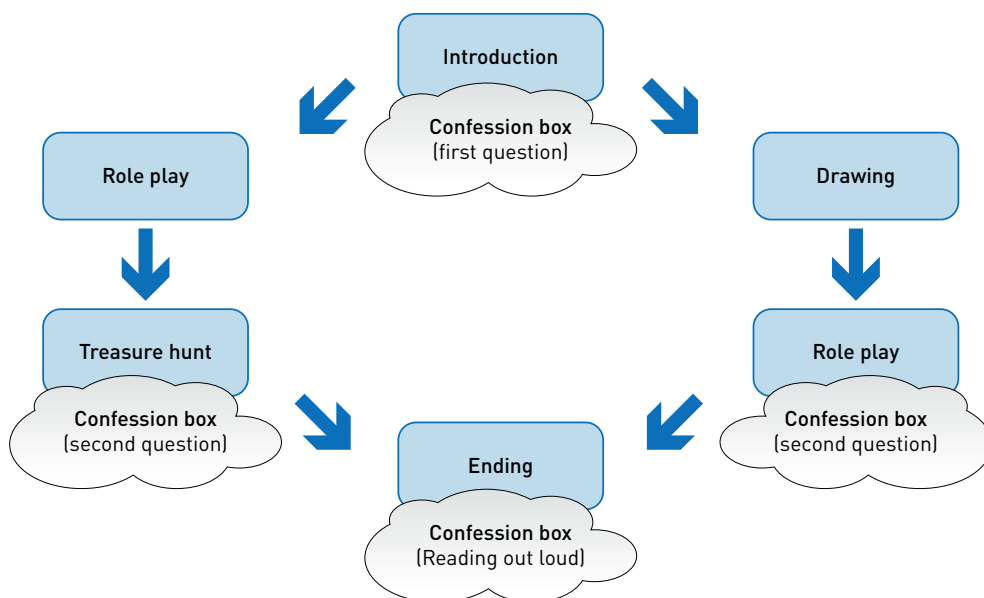 Introduction
Confession box
(first question)
Role play
Drawing
Treasure hunt
Confession box
(second question)
Role play
Confession box
(second question)
Ending
Confession box
(Reading out loud)